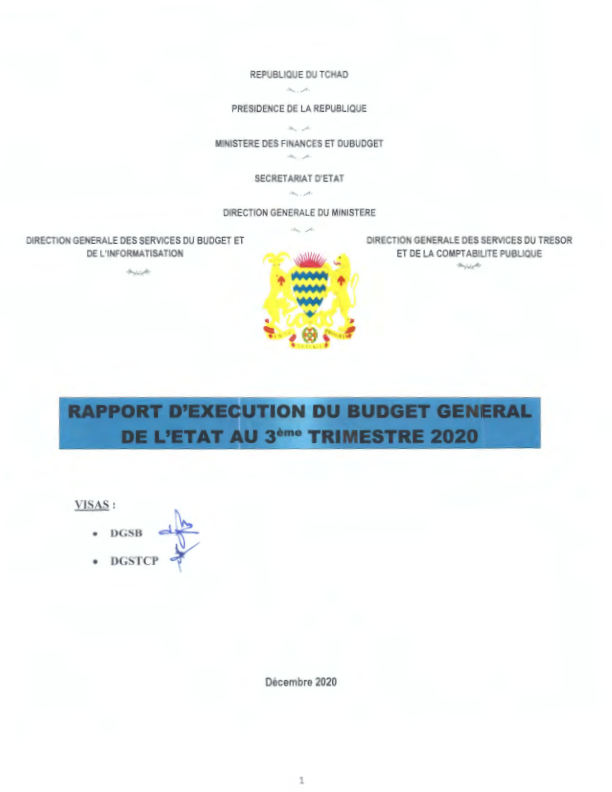 REPUBLIQUE DU TCHAD
PRESIDENCE DE LA REPUBLIQUE
MINISTERE DES FINANCES ET DUBUDGET
SECRETARIAT D'ETAT
DIRECTION GENERALE DU MINISTERE
DIRECTION GENERALE DES SERVICES DU BUDGET ET
DE L'INFORMATISATION
DIRECTION GENERALE DES SERVICES DU TRESOR
ET DE LA COMPTABILITE PUBLIQUE
RAPPORT D'EXECUTION DU BUDGET GENERAL
DE L'ETAT AU 3ème TRIMESTRE 2020
VISAS :
• DGSB
• DGSTCP
Décembre 2020
1